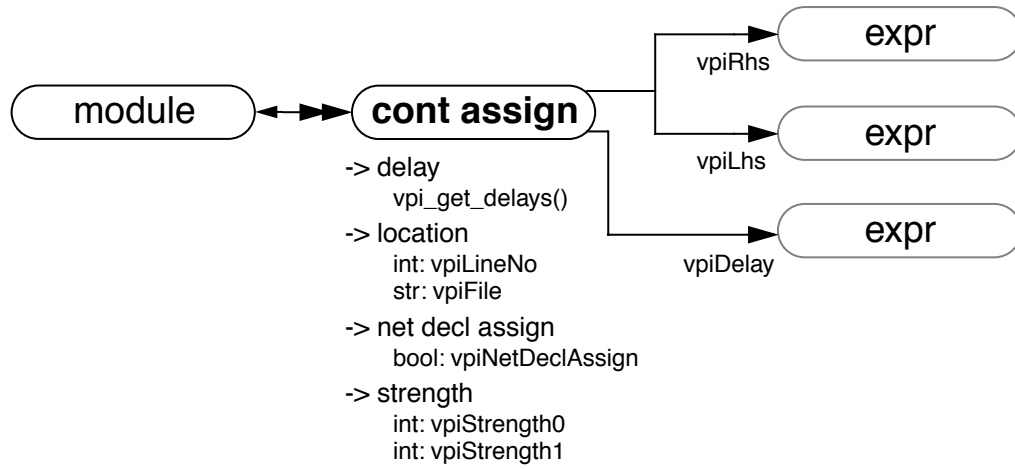 expr
vpiRhs
module
cont assign
expr
vpiLhs
-> delay
vpi_get_delays()
expr
-> location
vpiDelay
int: vpiLineNo
str: vpiFile
-> net decl assign
bool: vpiNetDeclAssign
-> strength
int: vpiStrength0
int: vpiStrength1